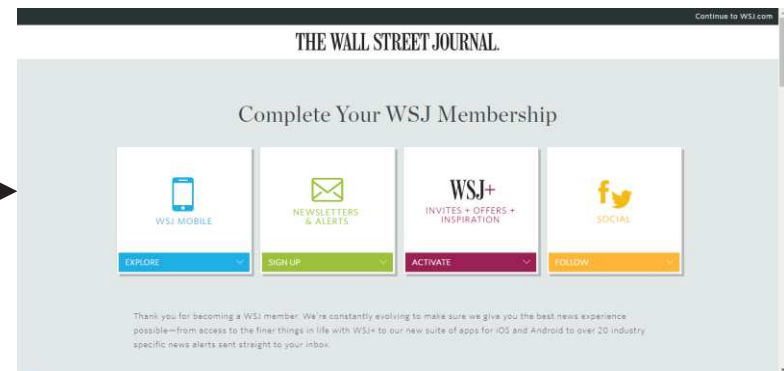 Continue to WSJ.com
THE WALL STREET JOURNAL.
Complete Your WSJ Membership
WSJ MOBILE
EXPLORE
NEWSLETTERS
& ALERTS
SIGN UP
WSJ+
INVITES + OFFERS +
INSPIRATION
ACTIVATE
SOCIAL
FOLLOW
Thank you for becoming a WSJ member. We're constantly evolving to make sure we give you the best news experience
possible—from access to the finer things in life with WSJ+ to our new suite of apps for iOS and Android to over 20 industry
specific news alerts sent straight to your inbox.